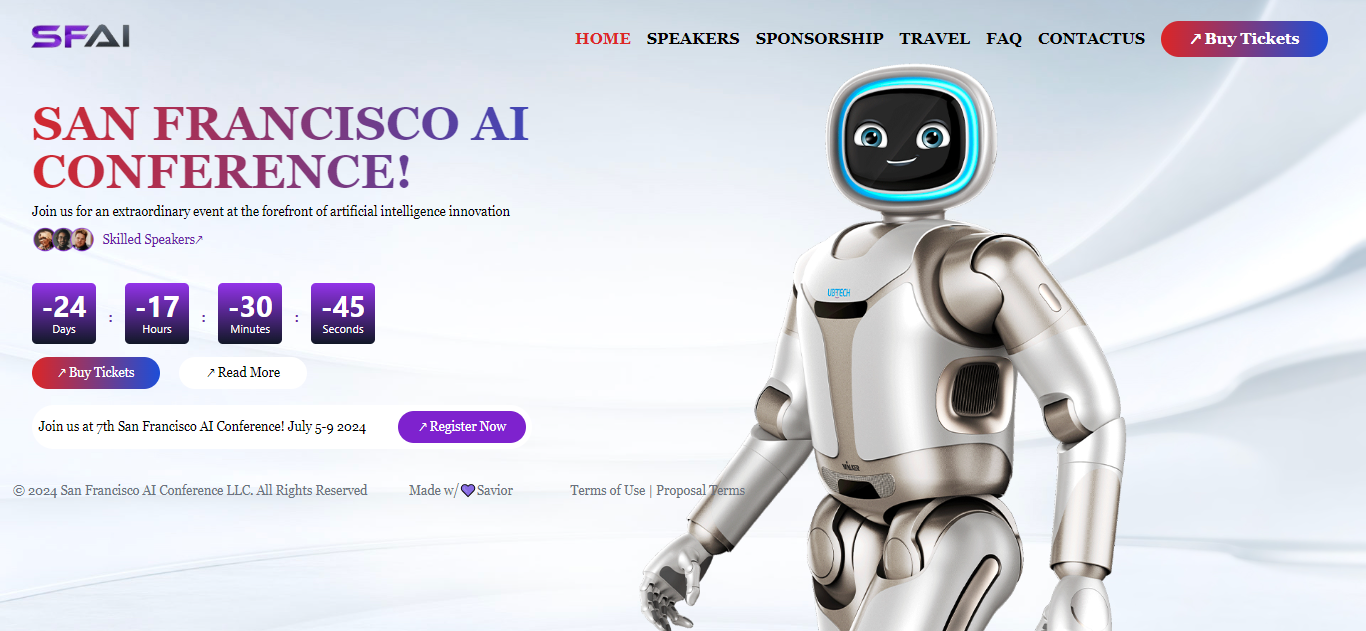 SFAI
HOME SPEAKERS SPONSORSHIP TRAVEL FAQ CONTACTUS ↗ Buy Tickets
SAN FRANCISCO AI
CONFERENCE!
Join us for an extraordinary event at the forefront of artificial intelligence innovation
Skilled Speakers↗
-24 : -17 : -30 : -45
Days Hours Minutes Seconds
↗ Buy Tickets ↗ Read More
Join us at 7th San Francisco AI Conference! July 5-9 2024 ↗ Register Now
© 2024 San Francisco AI Conference LLC. All Rights Reserved Made w/💜Savior Terms of Use | Proposal Terms
UBTECH
WALKER